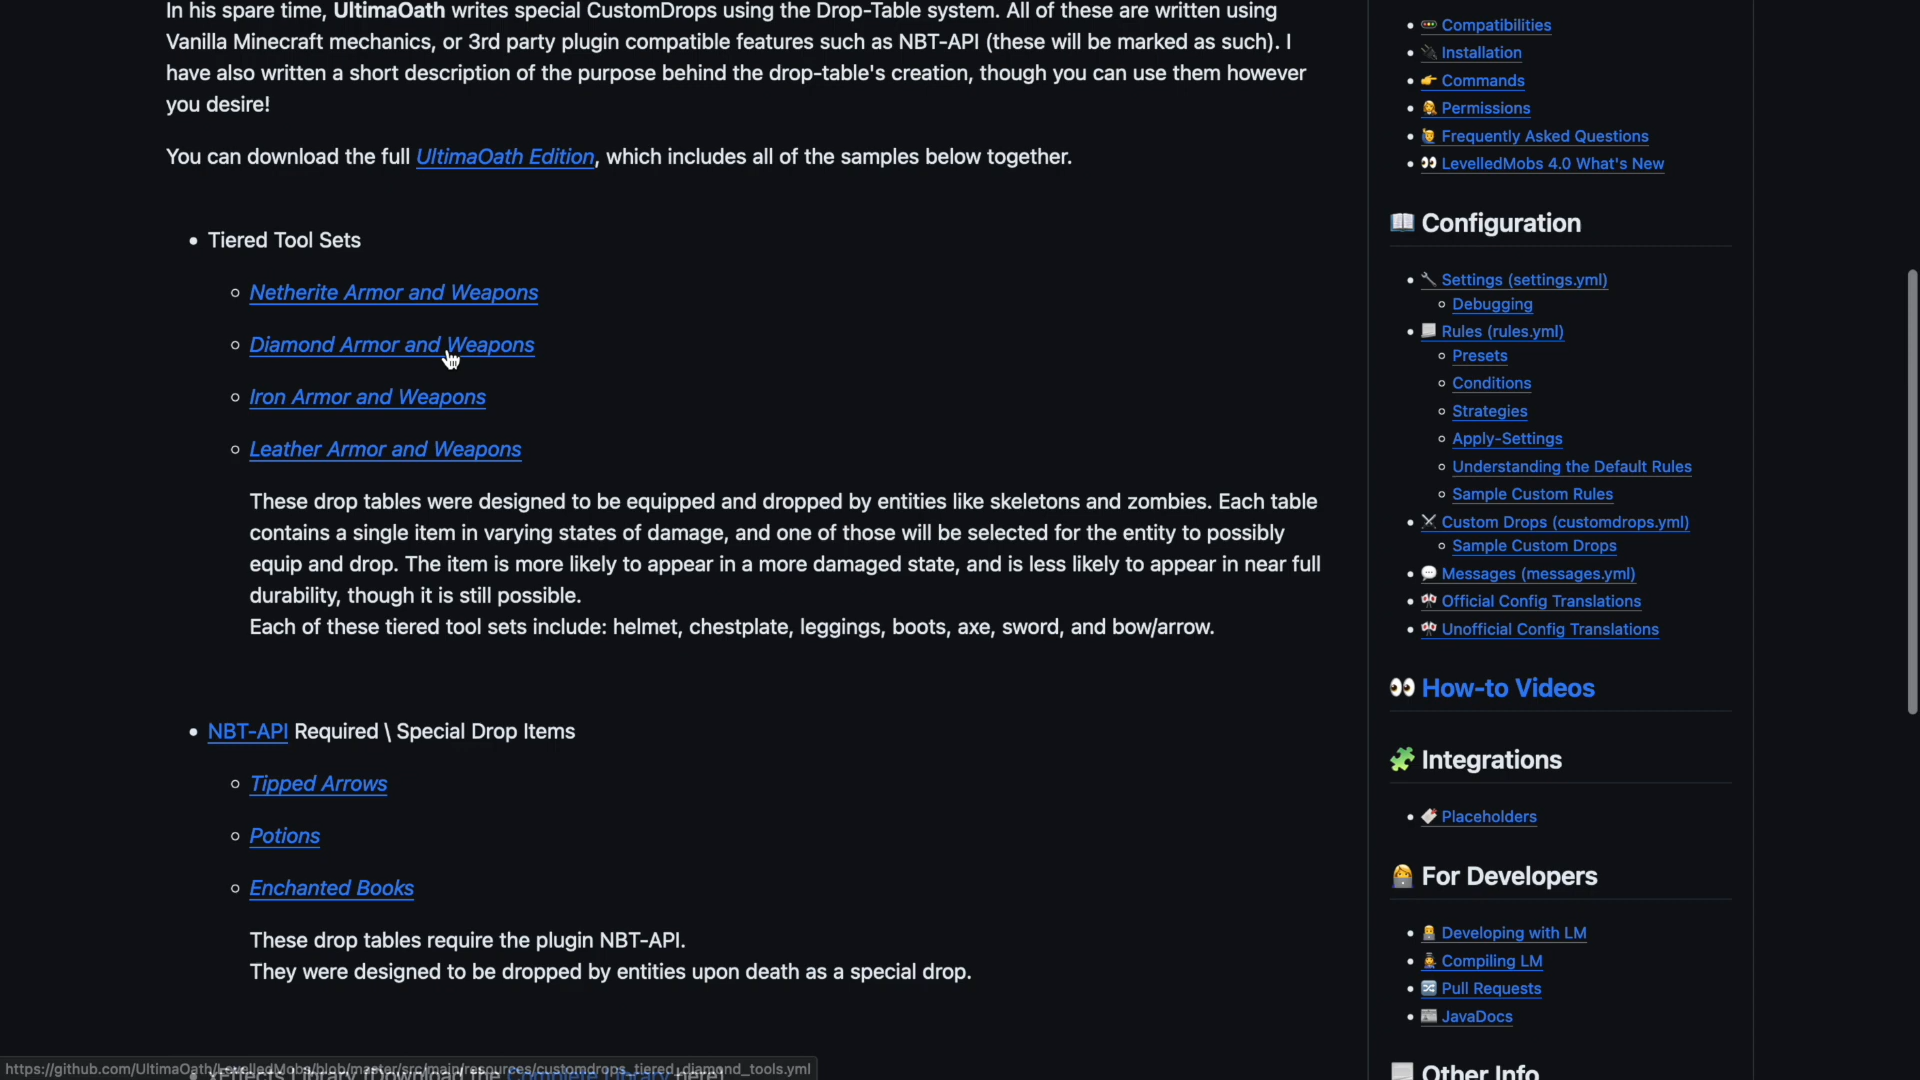 In his spare time, UltimaOath writes special CustomDrops using the Drop-Table system. All of these are written using
Vanilla Minecraft mechanics, or 3rd party plugin compatible features such as NBT-API (these will be marked as such). I
have also written a short description of the purpose behind the drop-table's creation, though you can use them however
you desire!
You can download the full UltimaOath Edition, which includes all of the samples below together.
Tiered Tool Sets
Netherite Armor and Weapons
Diamond Armor and Weapons
Iron Armor and Weapons
Leather Armor and Weapons
These drop tables were designed to be equipped and dropped by entities like skeletons and zombies. Each table
contains a single item in varying states of damage, and one of those will be selected for the entity to possibly
equip and drop. The item is more likely to appear in a more damaged state, and is less likely to appear in near full
durability, though it is still possible.
Each of these tiered tool sets include: helmet, chestplate, leggings, boots, axe, sword, and bow/arrow.
NBT-API Required \ Special Drop Items
Tipped Arrows
Potions
Enchanted Books
These drop tables require the plugin NBT-API.
They were designed to be dropped by entities upon death as a special drop.
https://github.com/UltimaOath/LevelledMobs/blob/master/src/main/resources/customdrops_tiered_diamond_tools.yml
Compatibilities
Installation
Commands
Permissions
Frequently Asked Questions
LevelledMobs 4.0 What's New
Configuration
Settings (settings.yml)
Debugging
Rules (rules.yml)
Presets
Conditions
Strategies
Apply-Settings
Understanding the Default Rules
Sample Custom Rules
Custom Drops (customdrops.yml)
Sample Custom Drops
Messages (messages.yml)
Official Config Translations
Unofficial Config Translations
How-to Videos
Integrations
Placeholders
For Developers
Developing with LM
Compiling LM
Pull Requests
JavaDocs
Other Info